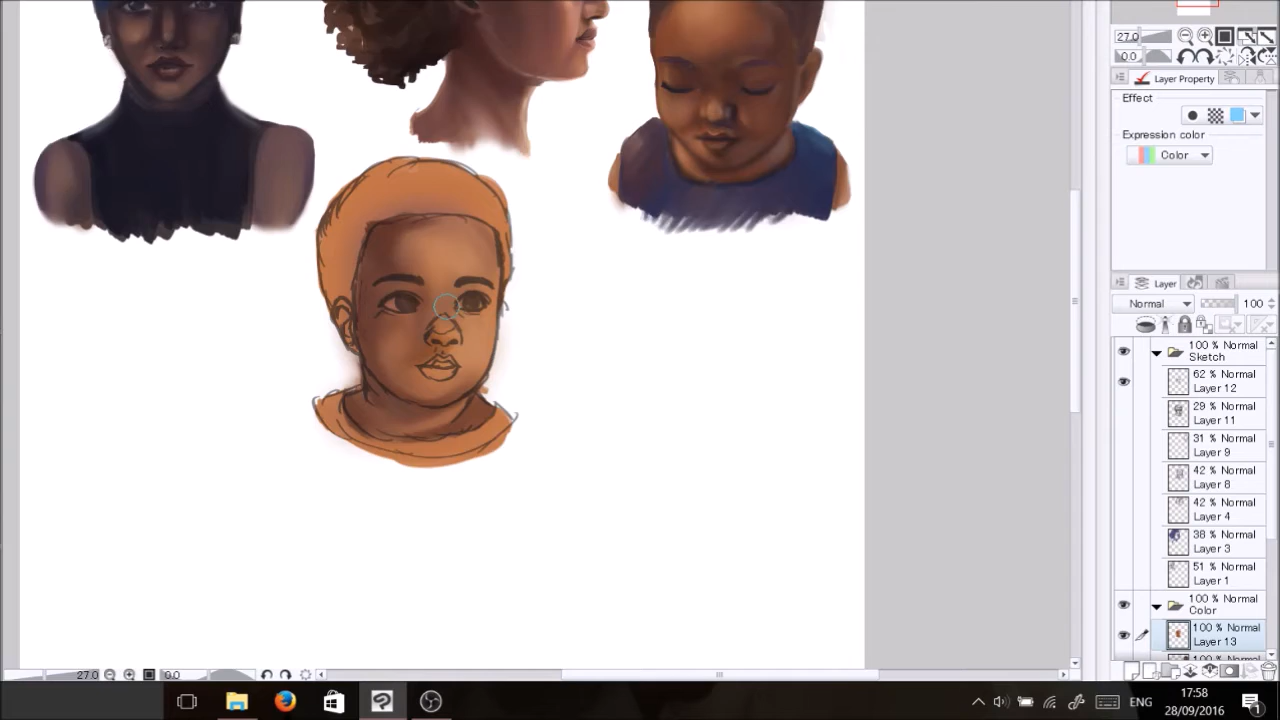 27.0
0.0
Layer Property
Effect
Expression color
Color
Layer
Normal
100
100 % Normal
Sketch
62 % Normal
Layer 12
29 % Normal
Layer 11
31 % Normal
Layer 9
42 % Normal
Layer 8
42 % Normal
Layer 4
38 % Normal
Layer 3
51 % Normal
Layer 1
100 % Normal
Color
100 % Normal
Layer 13
100 % Normal
27.0
0.0
ENG
17:58
28/09/2016
1